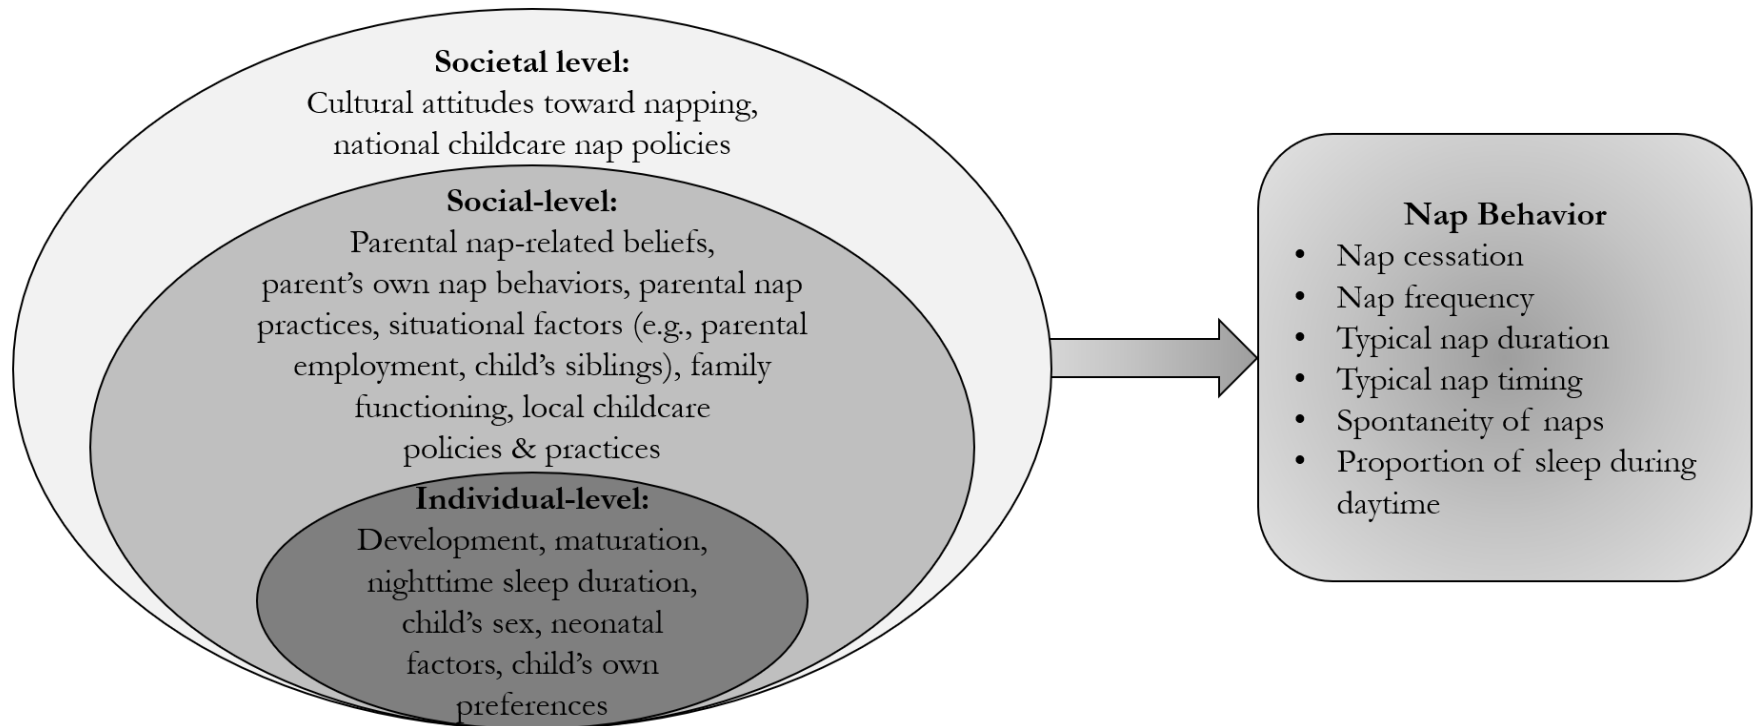 Societal level:
Cultural attitudes toward napping,
national childcare nap policies
Social-level:
Parental nap-related beliefs,
parent's own nap behaviors, parental nap
practices, situational factors (e.g., parental
employment, child's siblings), family
functioning, local childcare
policies & practices
Individual-level:
Development, maturation,
nighttime sleep duration,
child's sex, neonatal
factors, child's own
preferences
Nap Behavior
• Nap cessation
• Nap frequency
• Typical nap duration
• Typical nap timing
• Spontaneity of naps
• Proportion of sleep during
daytime